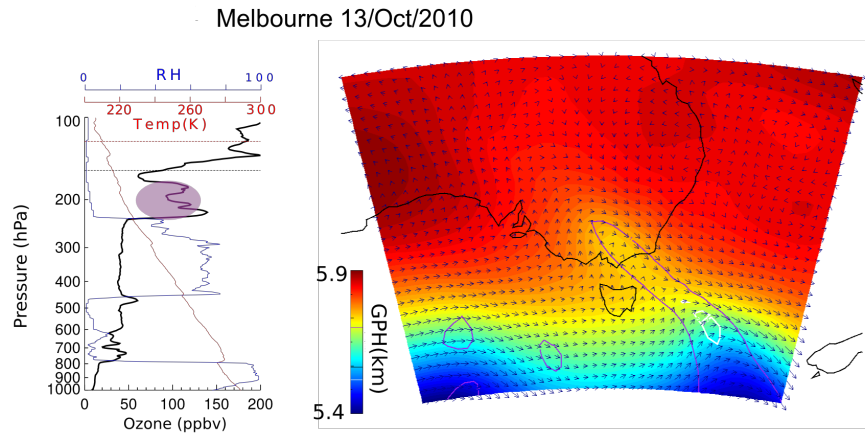 Melbourne 13/Oct/2010
0 RH 100
220 260 300
Temp(K)
100
200
300
400
500
600
700
800
900
1000
Pressure (hPa)
0 50 100 150 200
Ozone (ppbv)
5.9
GPH(km)
5.4